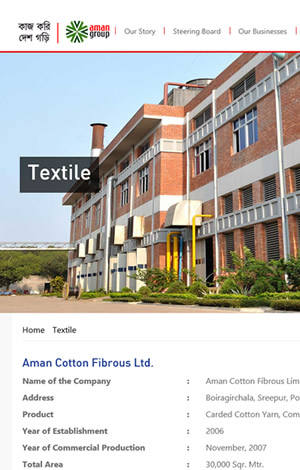 কাজ করি
দেশ গড়ি
aman
group
Our Story
Steering Board
Our Businesses
Textile
Home Textile
Aman Cotton Fibrous Ltd.
Name of the Company : Aman Cotton Fibrous Lim
Address : Boiragirchala, Sreepur, Po
Product : Carded Cotton Yarn, Com
Year of Establishment : 2006
Year of Commercial Production : November, 2007
Total Area : 30,000 Sqr. Mtr.